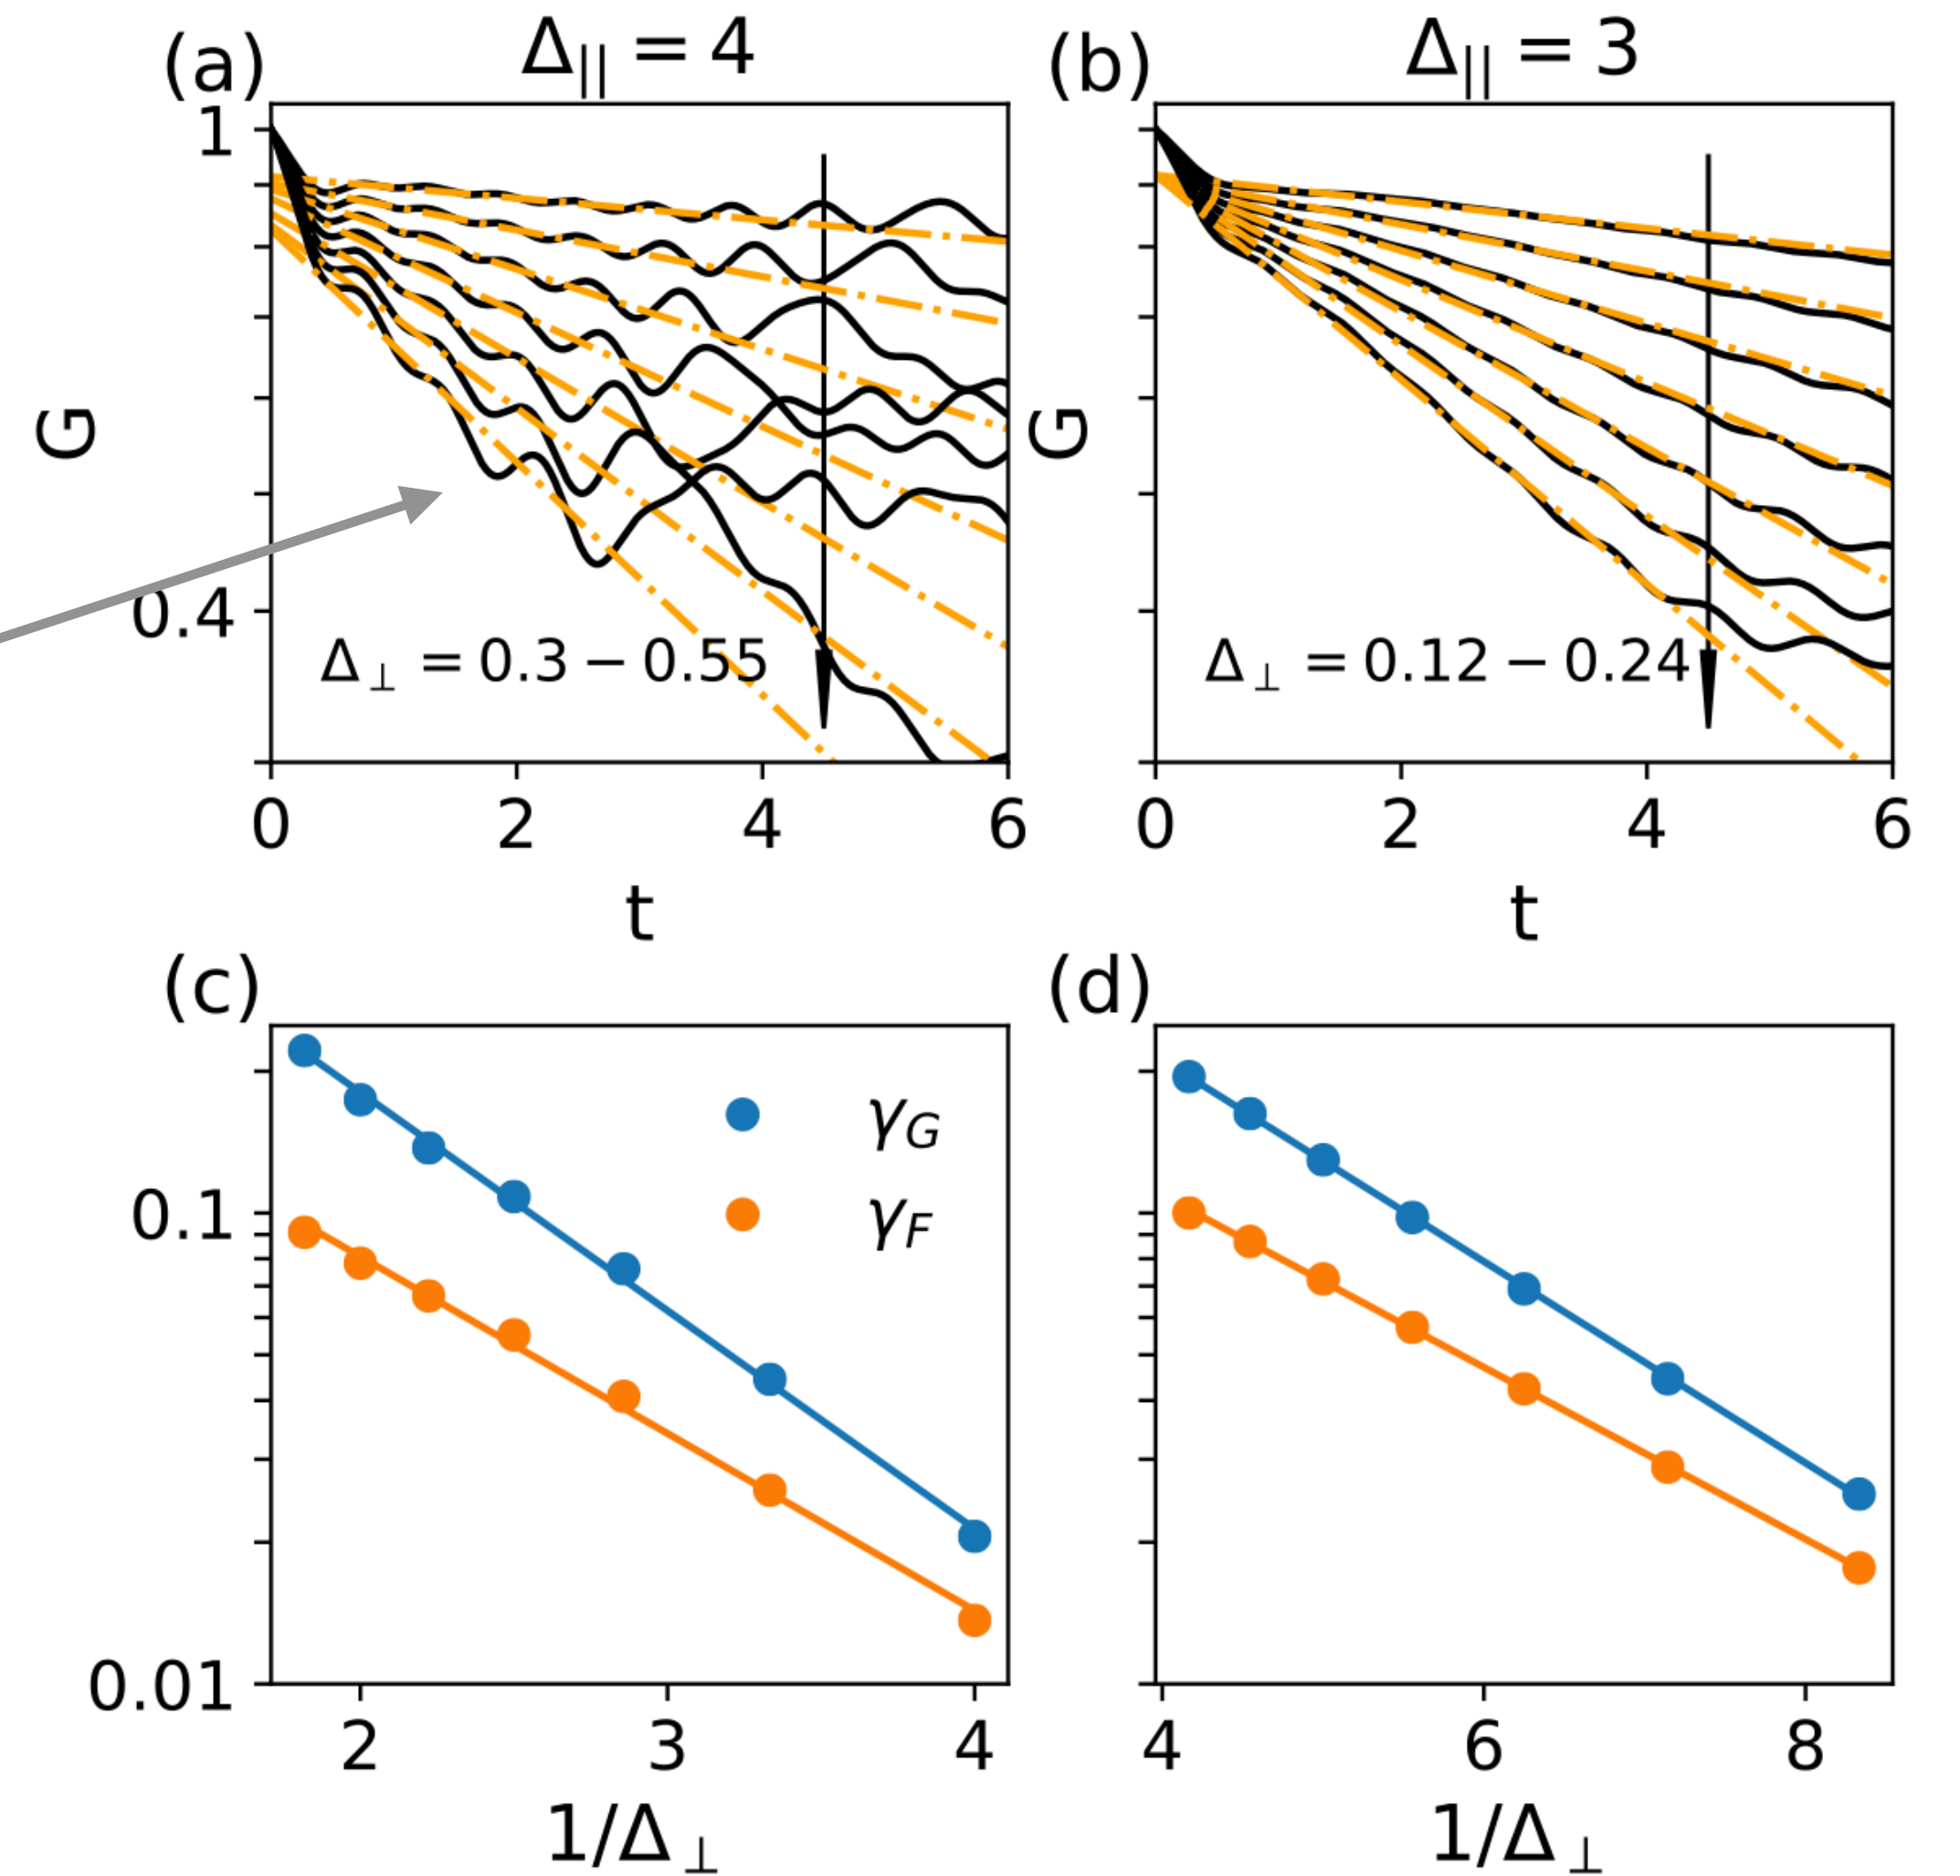 (a) Δ|| = 4
(b) Δ|| = 3
1
G
0.4
Δ⊥ = 0.3 − 0.55
0 2 4 6
t
G
Δ⊥ = 0.12 − 0.24
0 2 4 6
t
(c)
γG
γF
0.1
0.01
2 3 4
1/Δ⊥
(d)
4 6 8
1/Δ⊥